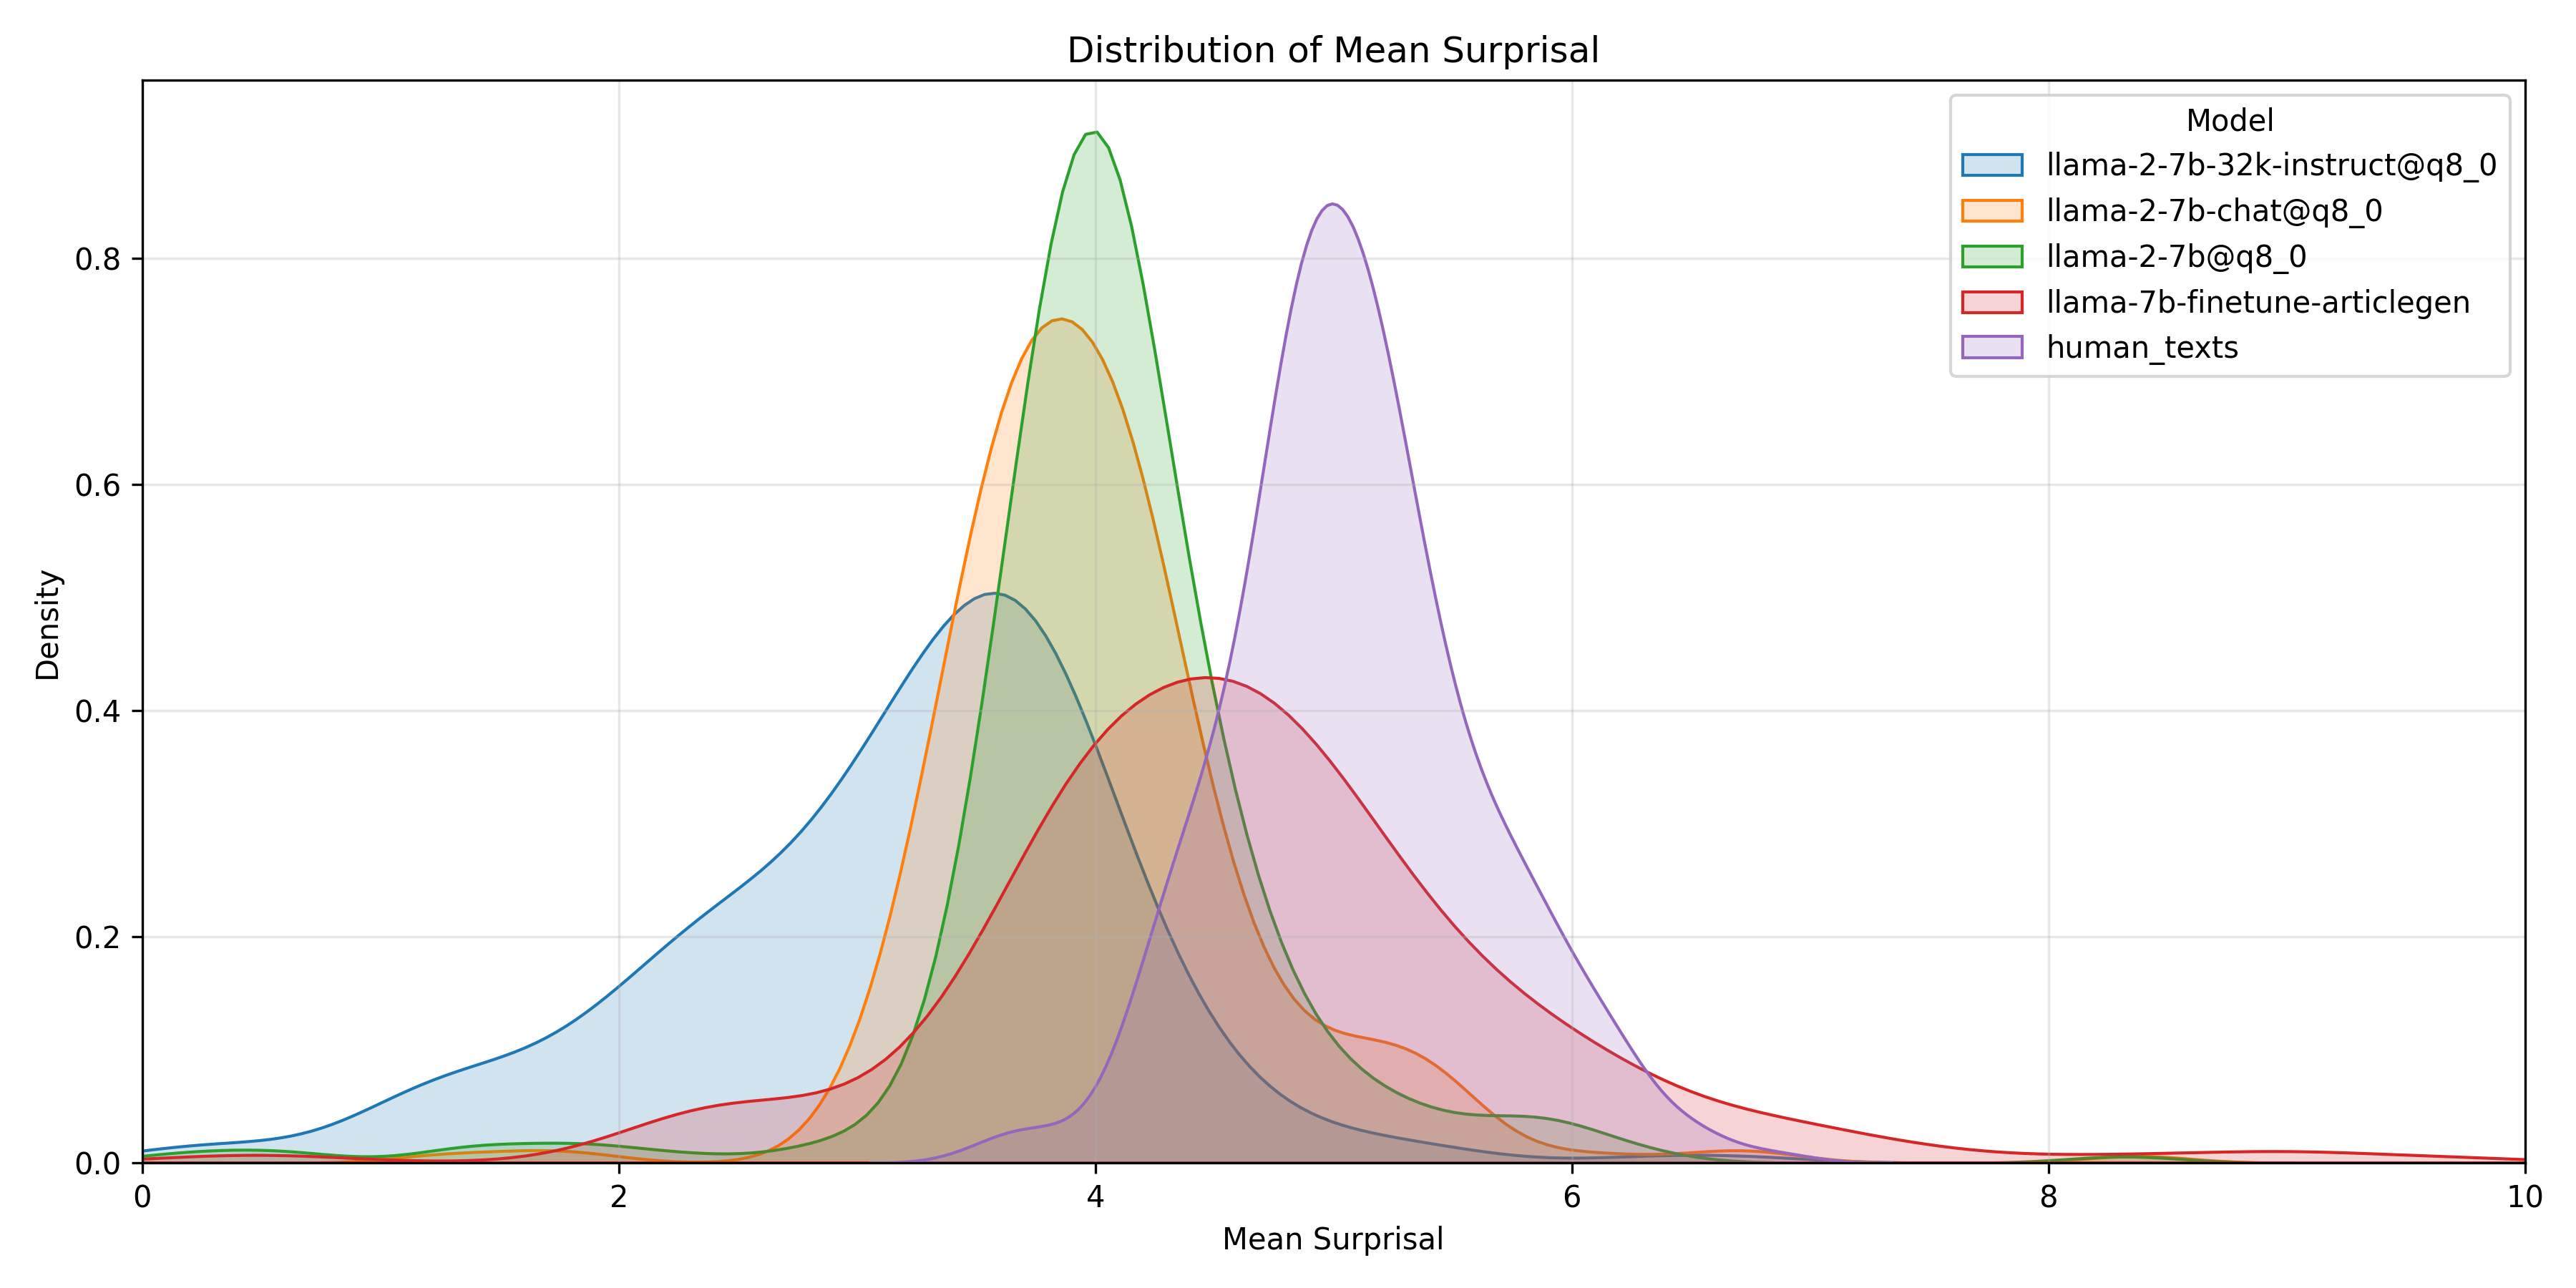 Distribution of Mean Surprisal
Model
llama-2-7b-32k-instruct@q8_0
llama-2-7b-chat@q8_0
llama-2-7b@q8_0
llama-7b-finetune-articlegen
human_texts
Density
0.8
0.6
0.4
0.2
0.0
0 2 4 6 8 10
Mean Surprisal